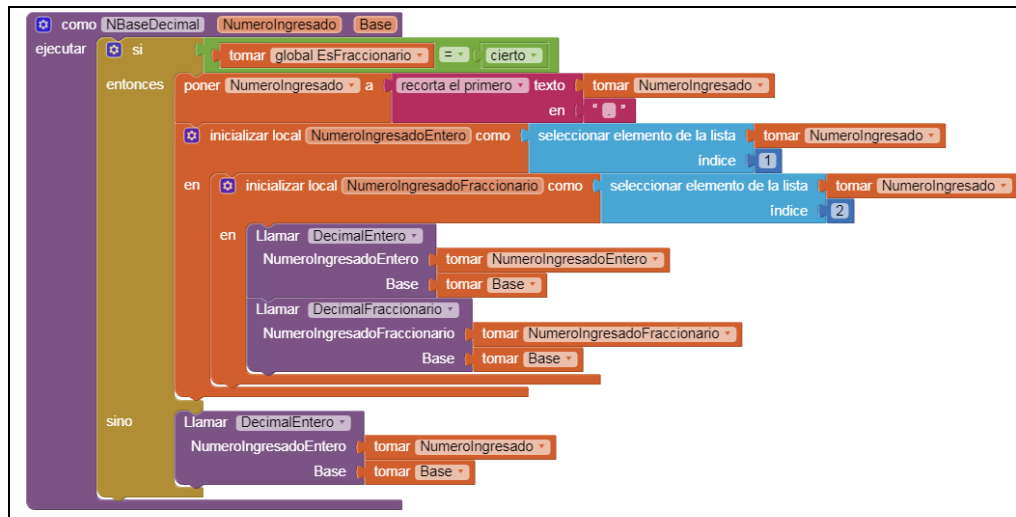 como NBaseDecimal NumeroIngresado Base
ejecutar si tomar global EsFraccionario = cierto
entonces poner NumeroIngresado a recorta el primero texto tomar NumeroIngresado
en " . "
inicializar local NumeroIngresadoEntero como seleccionar elemento de la lista tomar NumeroIngresado
índice 1
en inicializar local NumeroIngresadoFraccionario como seleccionar elemento de la lista tomar NumeroIngresado
índice 2
en Llamar DecimalEntero
NumeroIngresadoEntero tomar NumeroIngresadoEntero
Base tomar Base
Llamar DecimalFraccionario
NumeroIngresadoFraccionario tomar NumeroIngresadoFraccionario
Base tomar Base
sino Llamar DecimalEntero
NumeroIngresadoEntero tomar NumeroIngresado
Base tomar Base